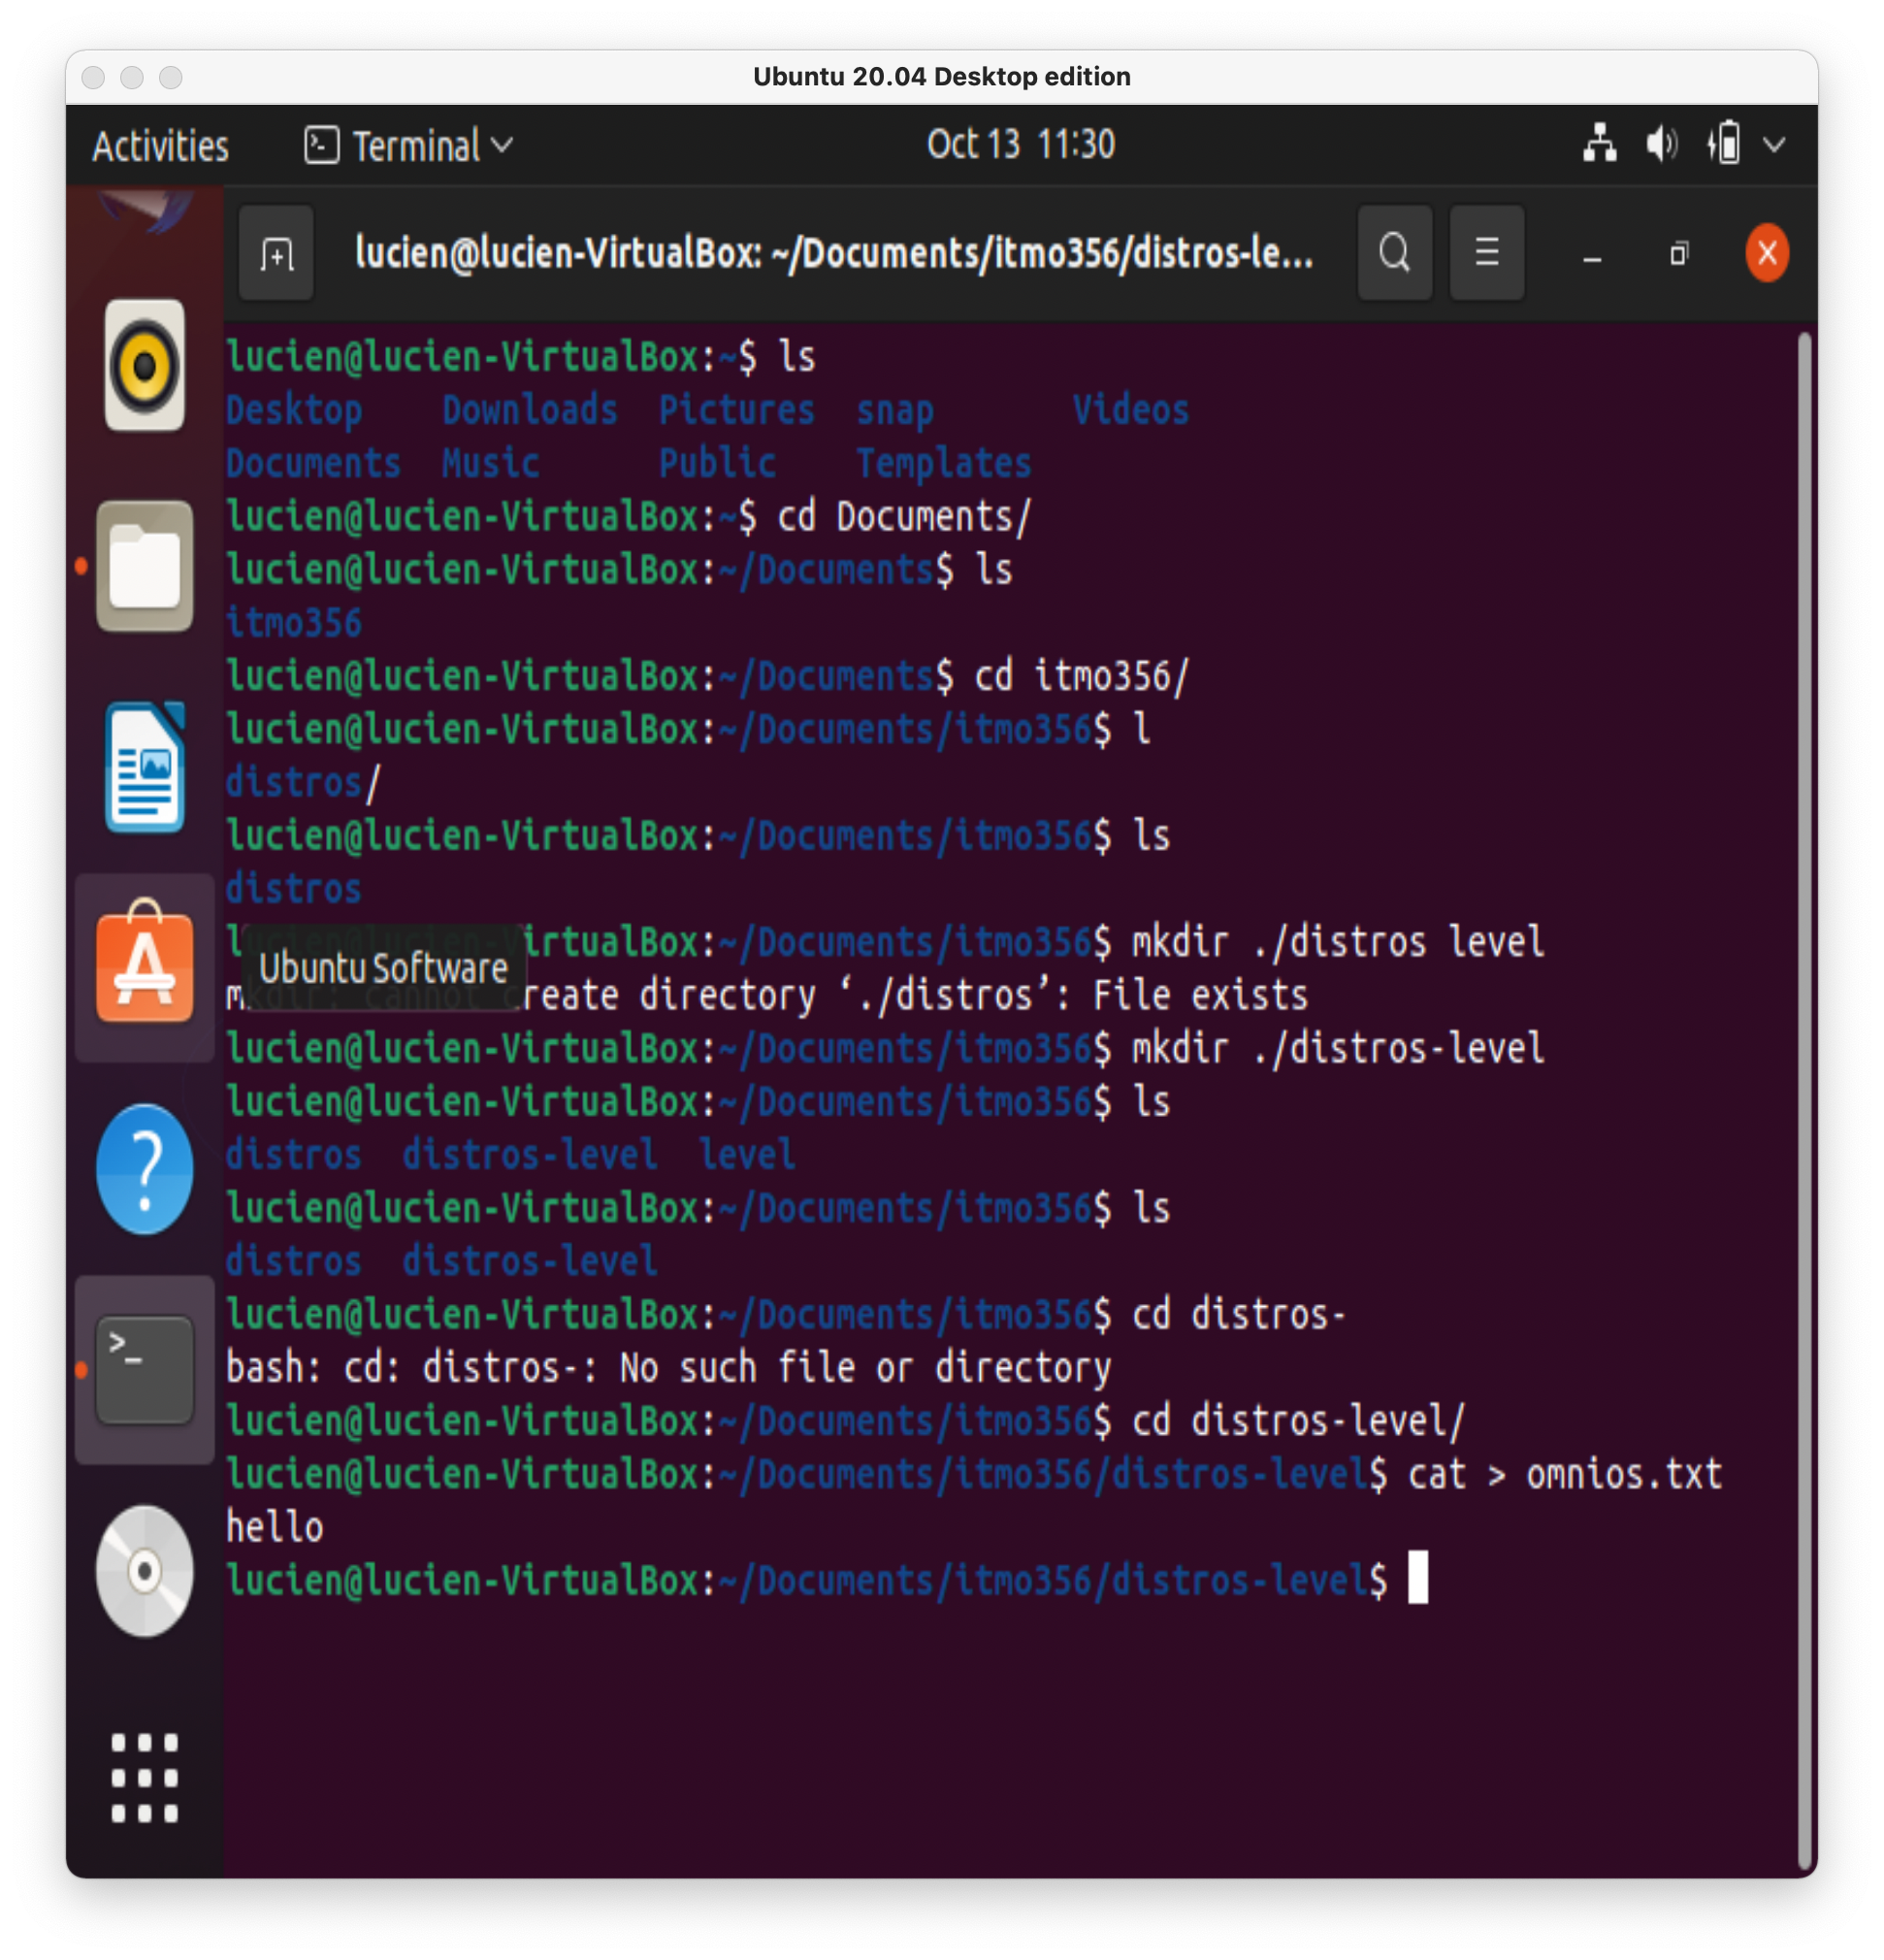 Ubuntu 20.04 Desktop edition
Activities Terminal Oct 13 11:30
lucien@lucien-VirtualBox: ~/Documents/itmo356/distros-le...
lucien@lucien-VirtualBox:~$ ls
Desktop Downloads Pictures snap Videos
Documents Music Public Templates
lucien@lucien-VirtualBox:~$ cd Documents/
lucien@lucien-VirtualBox:~/Documents$ ls
itmo356
lucien@lucien-VirtualBox:~/Documents$ cd itmo356/
lucien@lucien-VirtualBox:~/Documents/itmo356$ l
distros/
lucien@lucien-VirtualBox:~/Documents/itmo356$ ls
distros
lucien@lucien-VirtualBox:~/Documents/itmo356$ mkdir ./distros level
Ubuntu Software
mkdir: cannot create directory ‘./distros’: File exists
lucien@lucien-VirtualBox:~/Documents/itmo356$ mkdir ./distros-level
lucien@lucien-VirtualBox:~/Documents/itmo356$ ls
distros distros-level level
lucien@lucien-VirtualBox:~/Documents/itmo356$ ls
distros distros-level
lucien@lucien-VirtualBox:~/Documents/itmo356$ cd distros-
bash: cd: distros-: No such file or directory
lucien@lucien-VirtualBox:~/Documents/itmo356$ cd distros-level/
lucien@lucien-VirtualBox:~/Documents/itmo356/distros-level$ cat > omnios.txt
hello
lucien@lucien-VirtualBox:~/Documents/itmo356/distros-level$